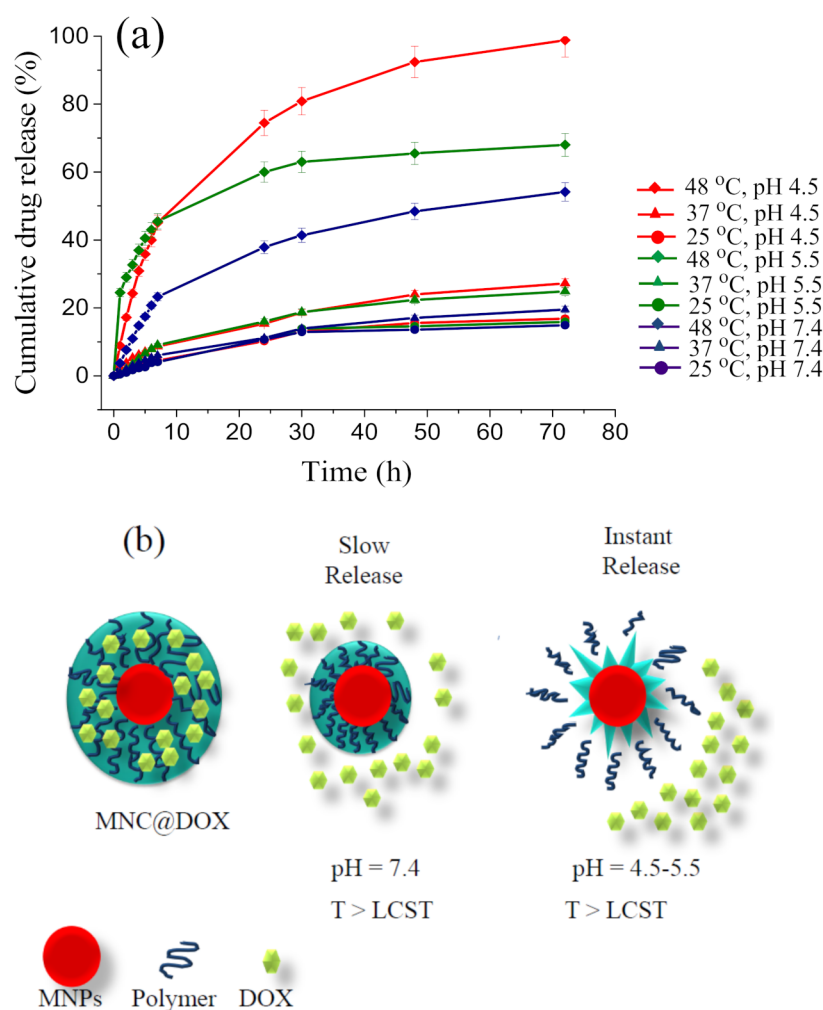 (a)
Cumulative drug release (%)
100
80
60
40
20
0
0 10 20 30 40 50 60 70 80
Time (h)
48 °C, pH 4.5
37 °C, pH 4.5
25 °C, pH 4.5
48 °C, pH 5.5
37 °C, pH 5.5
25 °C, pH 5.5
48 °C, pH 7.4
37 °C, pH 7.4
25 °C, pH 7.4
(b)
Slow
Release
Instant
Release
MNC@DOX
pH = 7.4
T > LCST
pH = 4.5-5.5
T > LCST
MNPs
Polymer
DOX